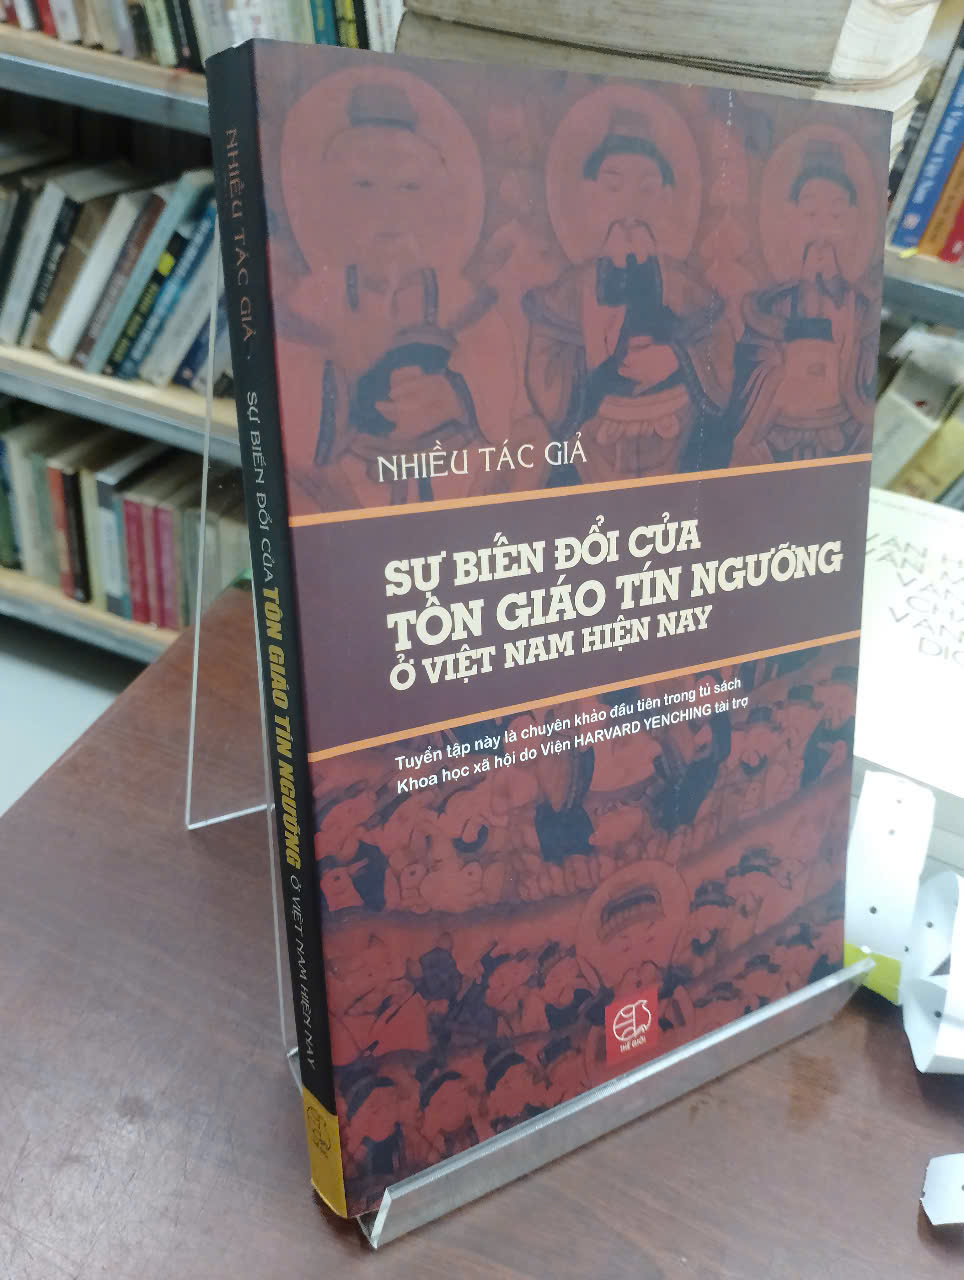 NHIỀU TÁC GIẢ
SỰ BIẾN ĐỔI CỦA
TÔN GIÁO TÍN NGƯỠNG
Ở VIỆT NAM HIỆN NAY
Tuyển tập này là chuyên khảo đầu tiên trong tủ sách
Khoa học xã hội do Viện HARVARD YENCHING tài trợ
THẾ GIỚI
NHIỀU TÁC GIẢ - SỰ BIẾN ĐỔI CỦA TÔN GIÁO TÍN NGƯỠNG Ở VIỆT NAM HIỆN NAY